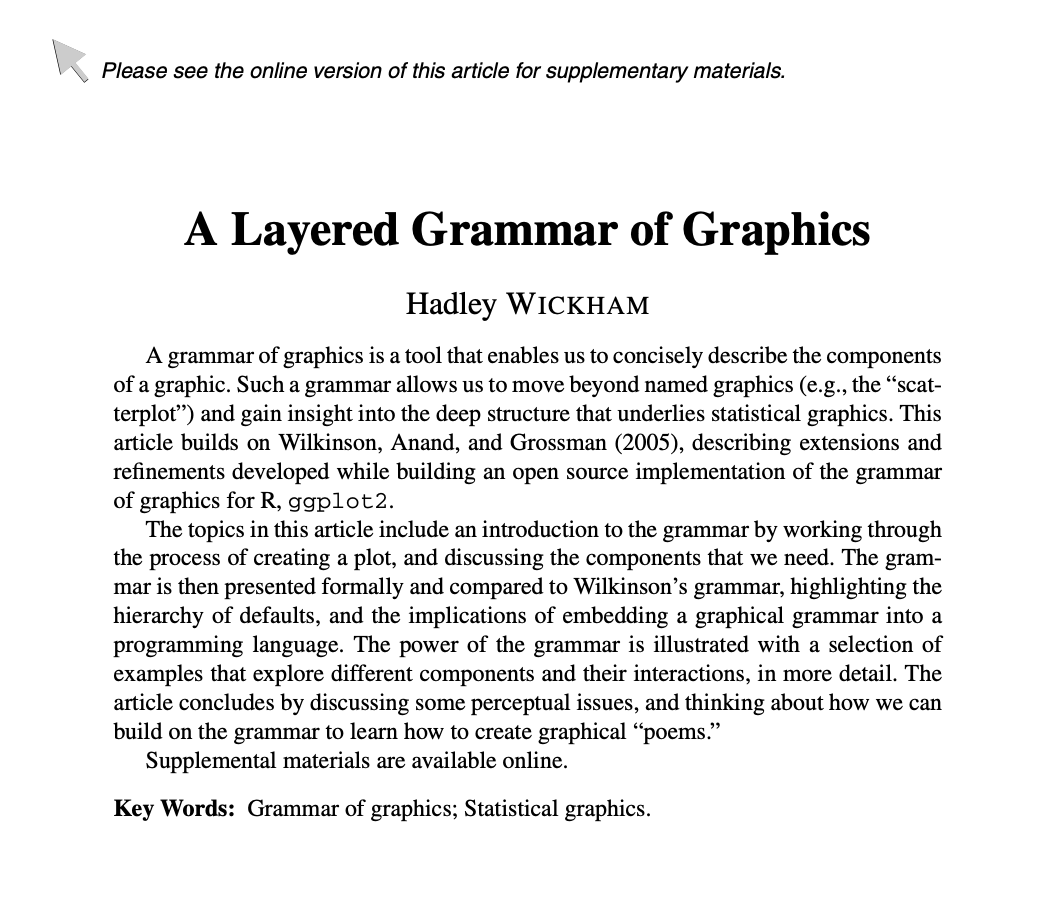 Please see the online version of this article for supplementary materials.
A Layered Grammar of Graphics
Hadley WICKHAM
A grammar of graphics is a tool that enables us to concisely describe the components
of a graphic. Such a grammar allows us to move beyond named graphics (e.g., the “scat-
terplot”) and gain insight into the deep structure that underlies statistical graphics. This
article builds on Wilkinson, Anand, and Grossman (2005), describing extensions and
refinements developed while building an open source implementation of the grammar
of graphics for R, ggplot2.
The topics in this article include an introduction to the grammar by working through
the process of creating a plot, and discussing the components that we need. The gram-
mar is then presented formally and compared to Wilkinson’s grammar, highlighting the
hierarchy of defaults, and the implications of embedding a graphical grammar into a
programming language. The power of the grammar is illustrated with a selection of
examples that explore different components and their interactions, in more detail. The
article concludes by discussing some perceptual issues, and thinking about how we can
build on the grammar to learn how to create graphical “poems.”
Supplemental materials are available online.
Key Words: Grammar of graphics; Statistical graphics.